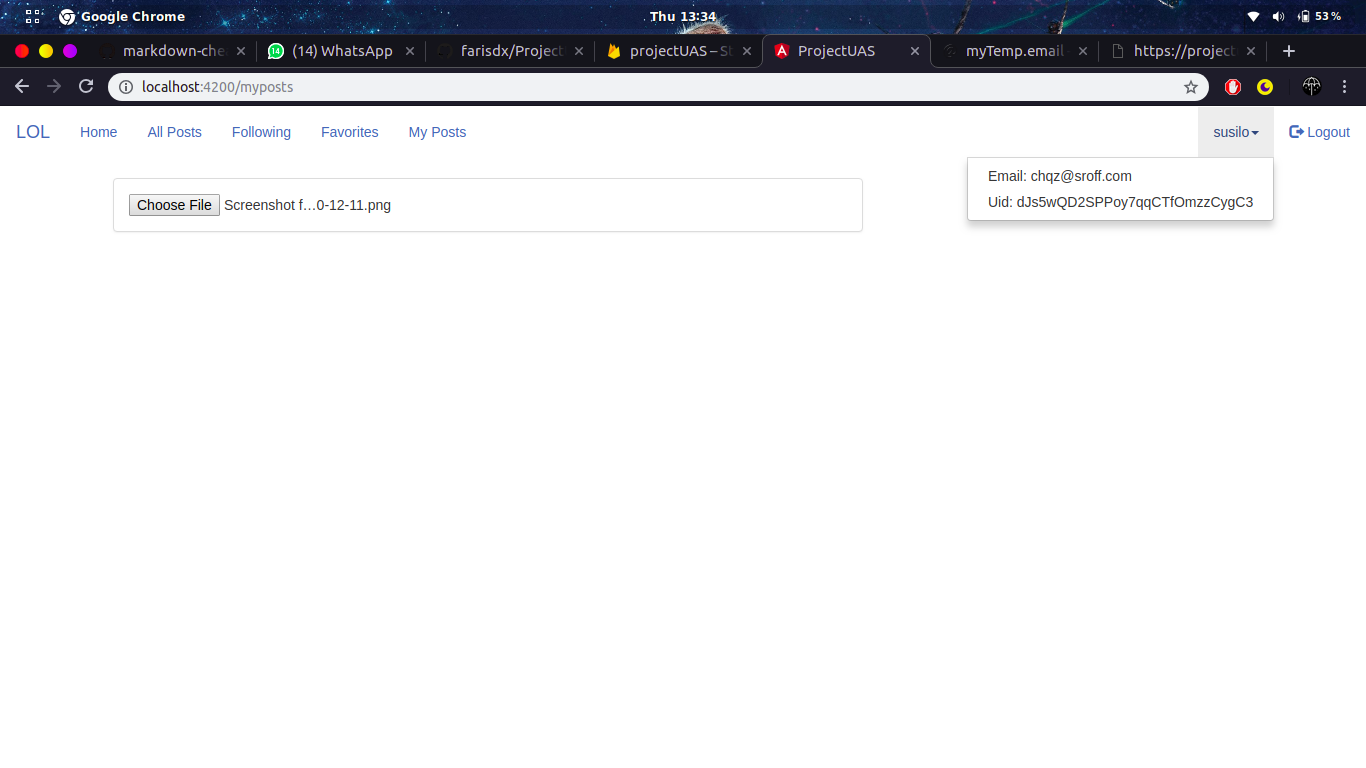 Google Chrome
Thu 13:34
53 %
markdown-che
(14) WhatsApp
farisdx/Project
projectUAS – St
ProjectUAS
myTemp.email
https://project
localhost:4200/myposts
LOL Home All Posts Following Favorites My Posts susilo Logout
Email: chqz@sroff.com
Uid: dJs5wQD2SPPoy7qqCTfOmzzCygC3
Choose File Screenshot f…0-12-11.png